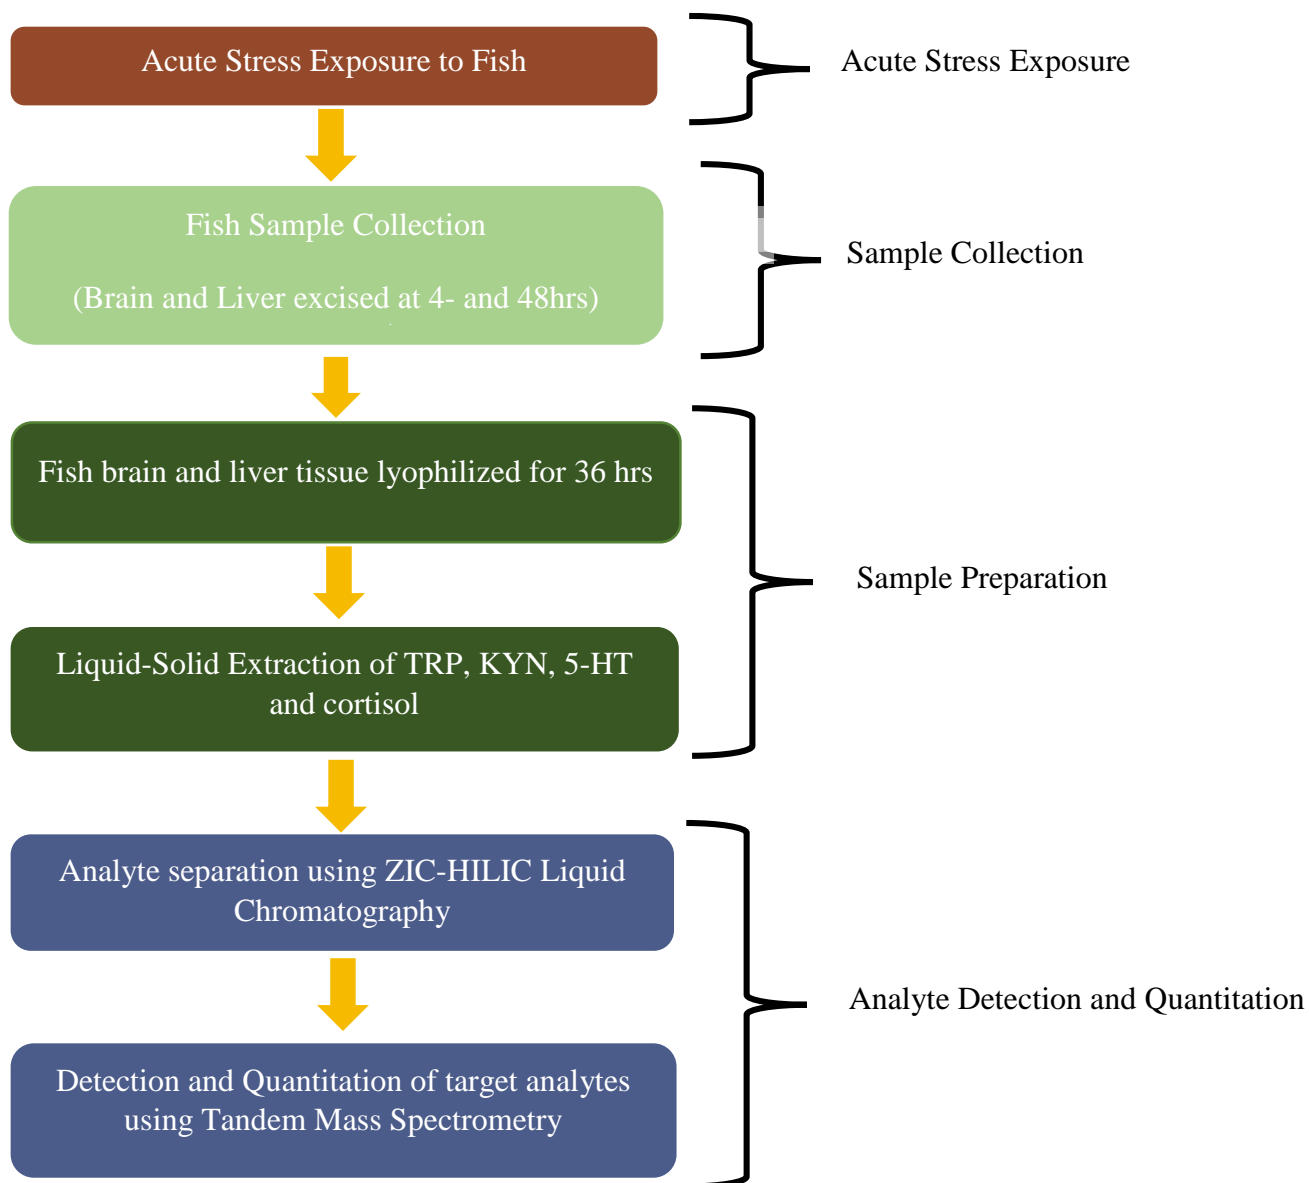 Acute Stress Exposure to Fish
Acute Stress Exposure
Fish Sample Collection
(Brain and Liver excised at 4- and 48hrs)
Sample Collection
Fish brain and liver tissue lyophilized for 36 hrs
Sample Preparation
Liquid-Solid Extraction of TRP, KYN, 5-HT
and cortisol
Analyte separation using ZIC-HILIC Liquid
Chromatography
Analyte Detection and Quantitation
Detection and Quantitation of target analytes
using Tandem Mass Spectrometry